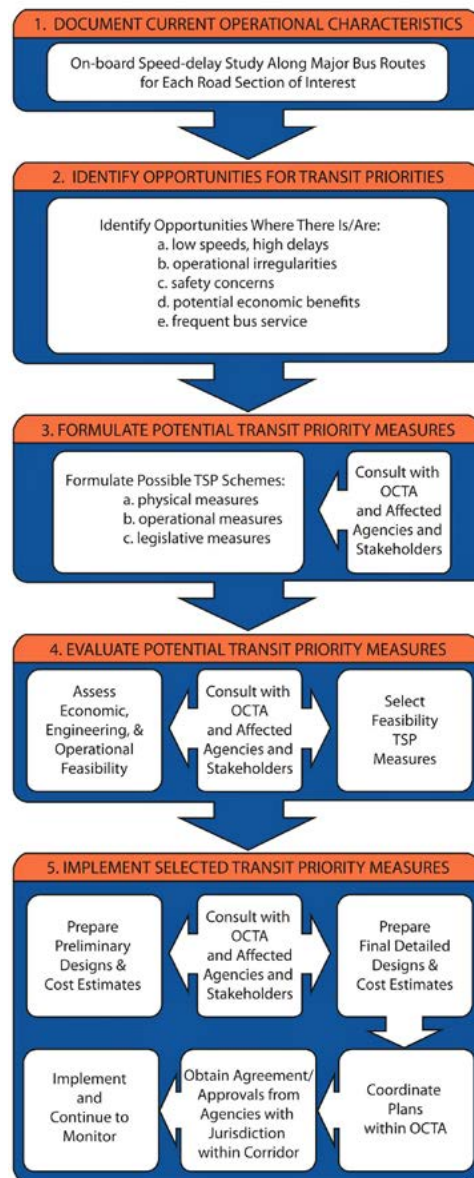 1. DOCUMENT CURRENT OPERATIONAL CHARACTERISTICS
On-board Speed-delay Study Along Major Bus Routes
for Each Road Section of Interest
2. IDENTIFY OPPORTUNITIES FOR TRANSIT PRIORITIES
Identify Opportunities Where There Is/Are:
a. low speeds, high delays
b. operational irregularities
c. safety concerns
d. potential economic benefits
e. frequent bus service
3. FORMULATE POTENTIAL TRANSIT PRIORITY MEASURES
Formulate Possible TSP Schemes:
a. physical measures
b. operational measures
c. legislative measures
Consult with
OCTA
and Affected
Agencies and
Stakeholders
4. EVALUATE POTENTIAL TRANSIT PRIORITY MEASURES
Assess
Economic,
Engineering, &
Operational
Feasibility
Consult with
OCTA
and Affected
Agencies and
Stakeholders
Select
Feasibility
TSP
Measures
5. IMPLEMENT SELECTED TRANSIT PRIORITY MEASURES
Prepare
Preliminary
Designs &
Cost Estimates
Consult with
OCTA
and Affected
Agencies and
Stakeholders
Prepare
Final Detailed
Designs &
Cost Estimates
Implement
and
Continue to
Monitor
Obtain Agreement/
Approvals from
Agencies with
Jurisdiction
within Corridor
Coordinate
Plans
within OCTA